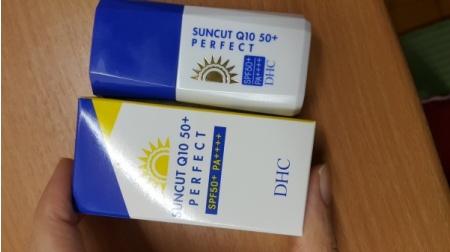 SUNCUT Q10 50+
PERFECT
SPF50+
PA++++
DHC
SUNCUT Q10 50+
PERFECT
SPF50+ PA++++
DHC